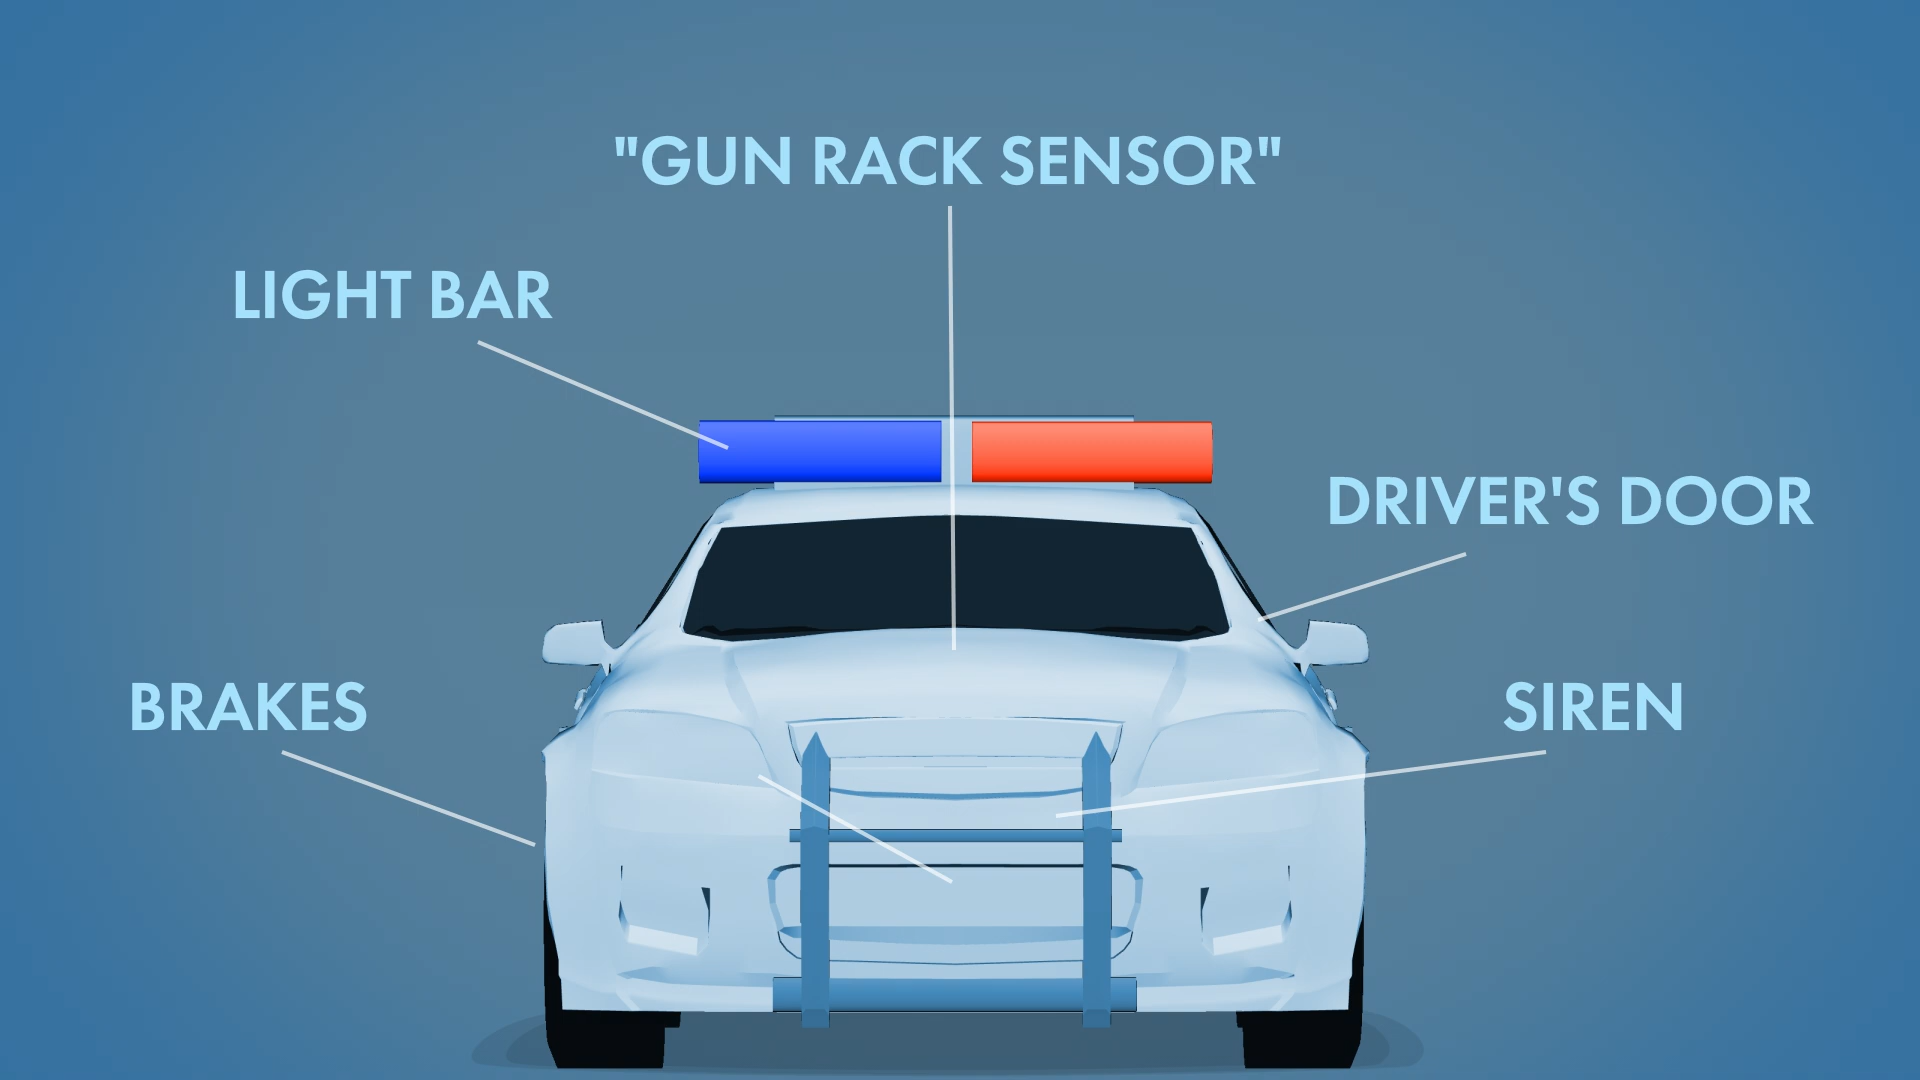 "GUN RACK SENSOR"
LIGHT BAR
DRIVER'S DOOR
BRAKES
SIREN